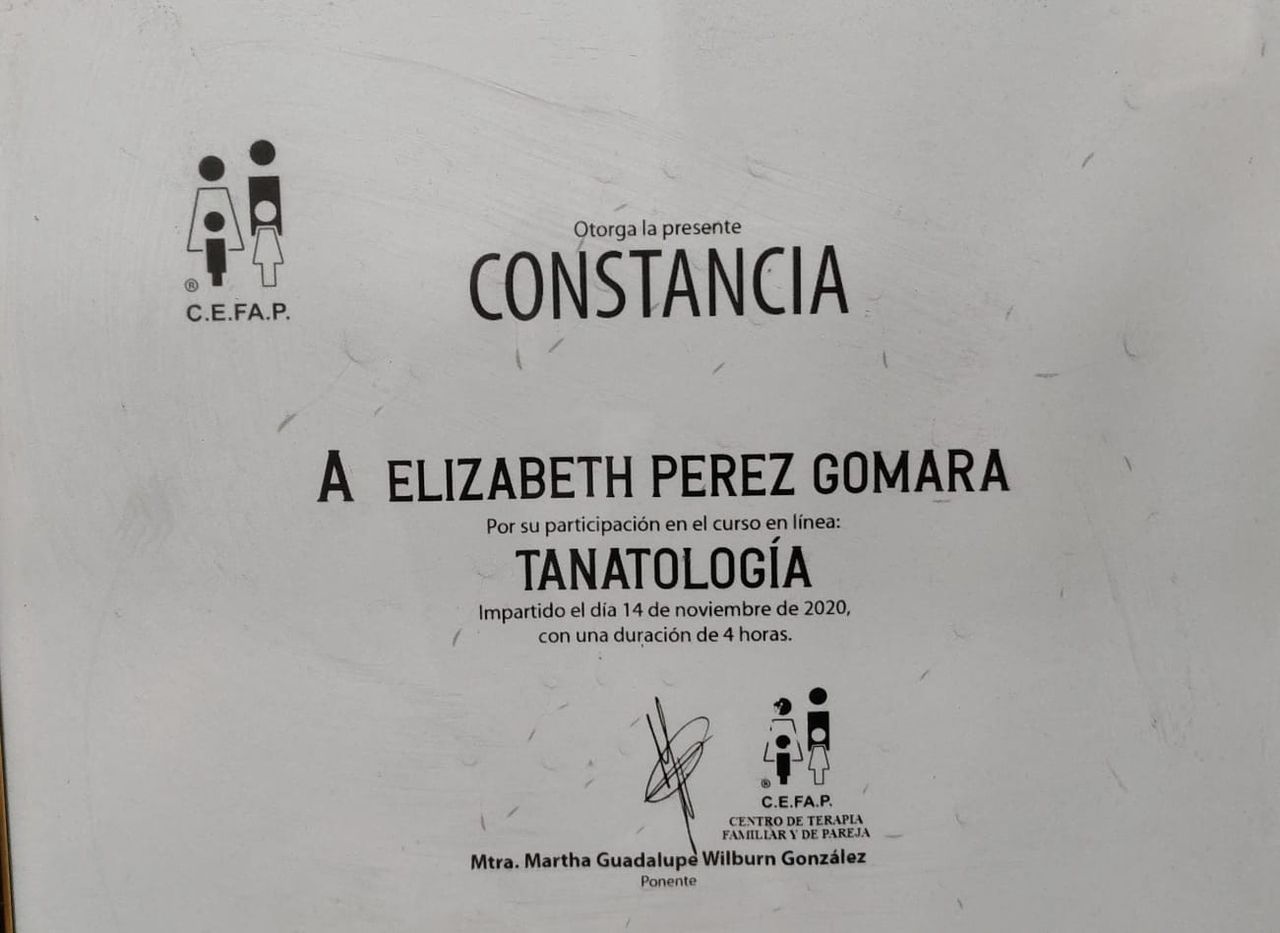 ®
C.E.FA.P.
Otorga la presente
CONSTANCIA
A ELIZABETH PEREZ GOMARA
Por su participación en el curso en línea:
TANATOLOGÍA
Impartido el día 14 de noviembre de 2020,
con una duración de 4 horas.
®
C.E.FA.P.
CENTRO DE TERAPIA
FAMILIAR Y DE PAREJA
Mtra. Martha Guadalupe Wilburn González
Ponente